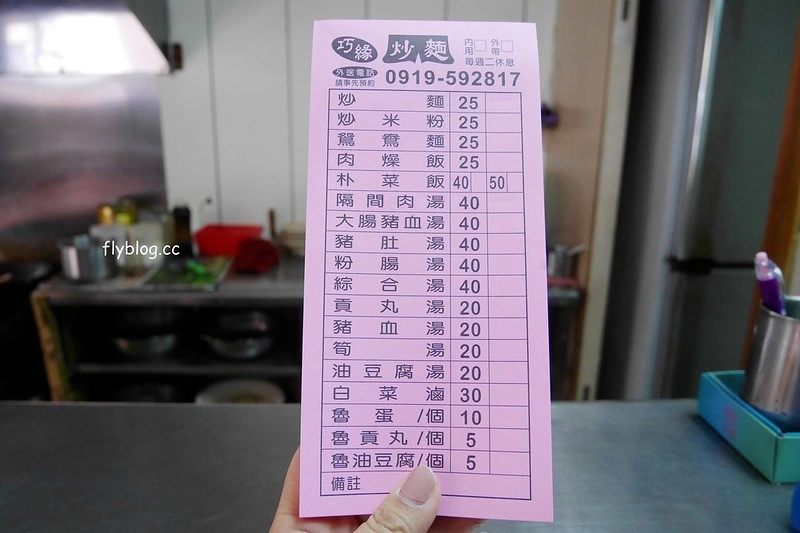 巧緣 炒麵 內用 外帶
每週二休息
外送電話
請事先預約 0919-592817
炒麵 25
炒米粉 25
鴛鴦麵 25
肉燥飯 25
朴菜飯 40 50
隔間肉湯 40
大腸豬血湯 40
豬肚湯 40
粉腸湯 40
綜合湯 40
貢丸湯 20
豬血湯 20
筍湯 20
油豆腐湯 20
白菜滷 30
魯蛋/個 10
魯貢丸/個 5
魯油豆腐/個 5
備註
flyblog.cc